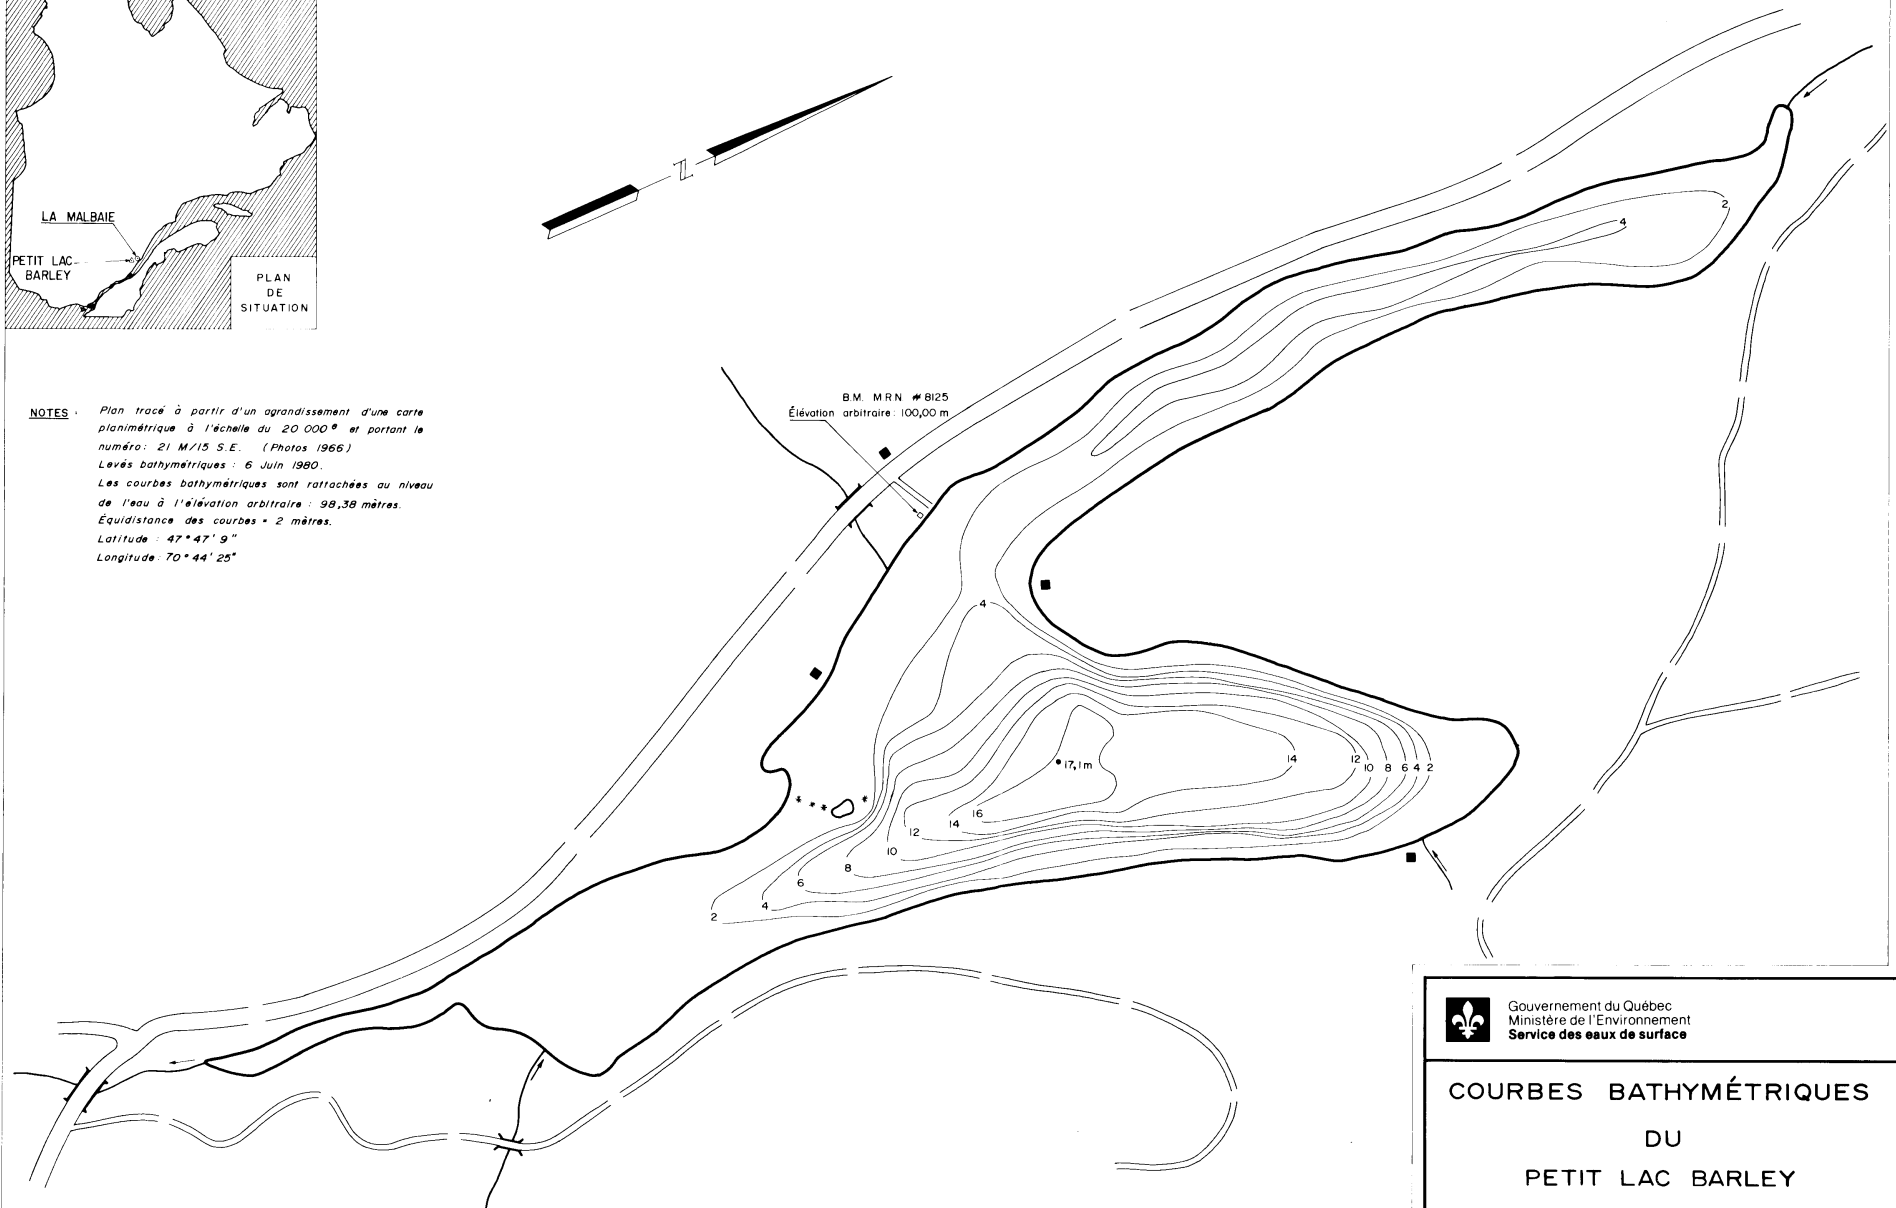 LA MALBAIE
PETIT LAC
BARLEY
PLAN
DE
SITUATION
N
NOTES : Plan tracé à partir d'un agrandissement d'une carte
planimétrique à l'échelle du 20 000e et portant le
numéro: 21 M/15 S.E. (Photos 1966)
Levés bathymétriques : 6 Juin 1980.
Les courbes bathymétriques sont rattachées au niveau
de l'eau à l'élévation arbitraire : 98,38 mètres.
Équidistance des courbes = 2 mètres.
Latitude : 47° 47' 9"
Longitude : 70° 44' 25"
B.M. M R N # 8125
Élévation arbitraire : 100,00 m
2
4
4
17,1m
14
12
10
8
6
4
2
16
14
12
10
8
6
4
2
Gouvernement du Québec
Ministère de l'Environnement
Service des eaux de surface
COURBES BATHYMÉTRIQUES
DU
PETIT LAC BARLEY